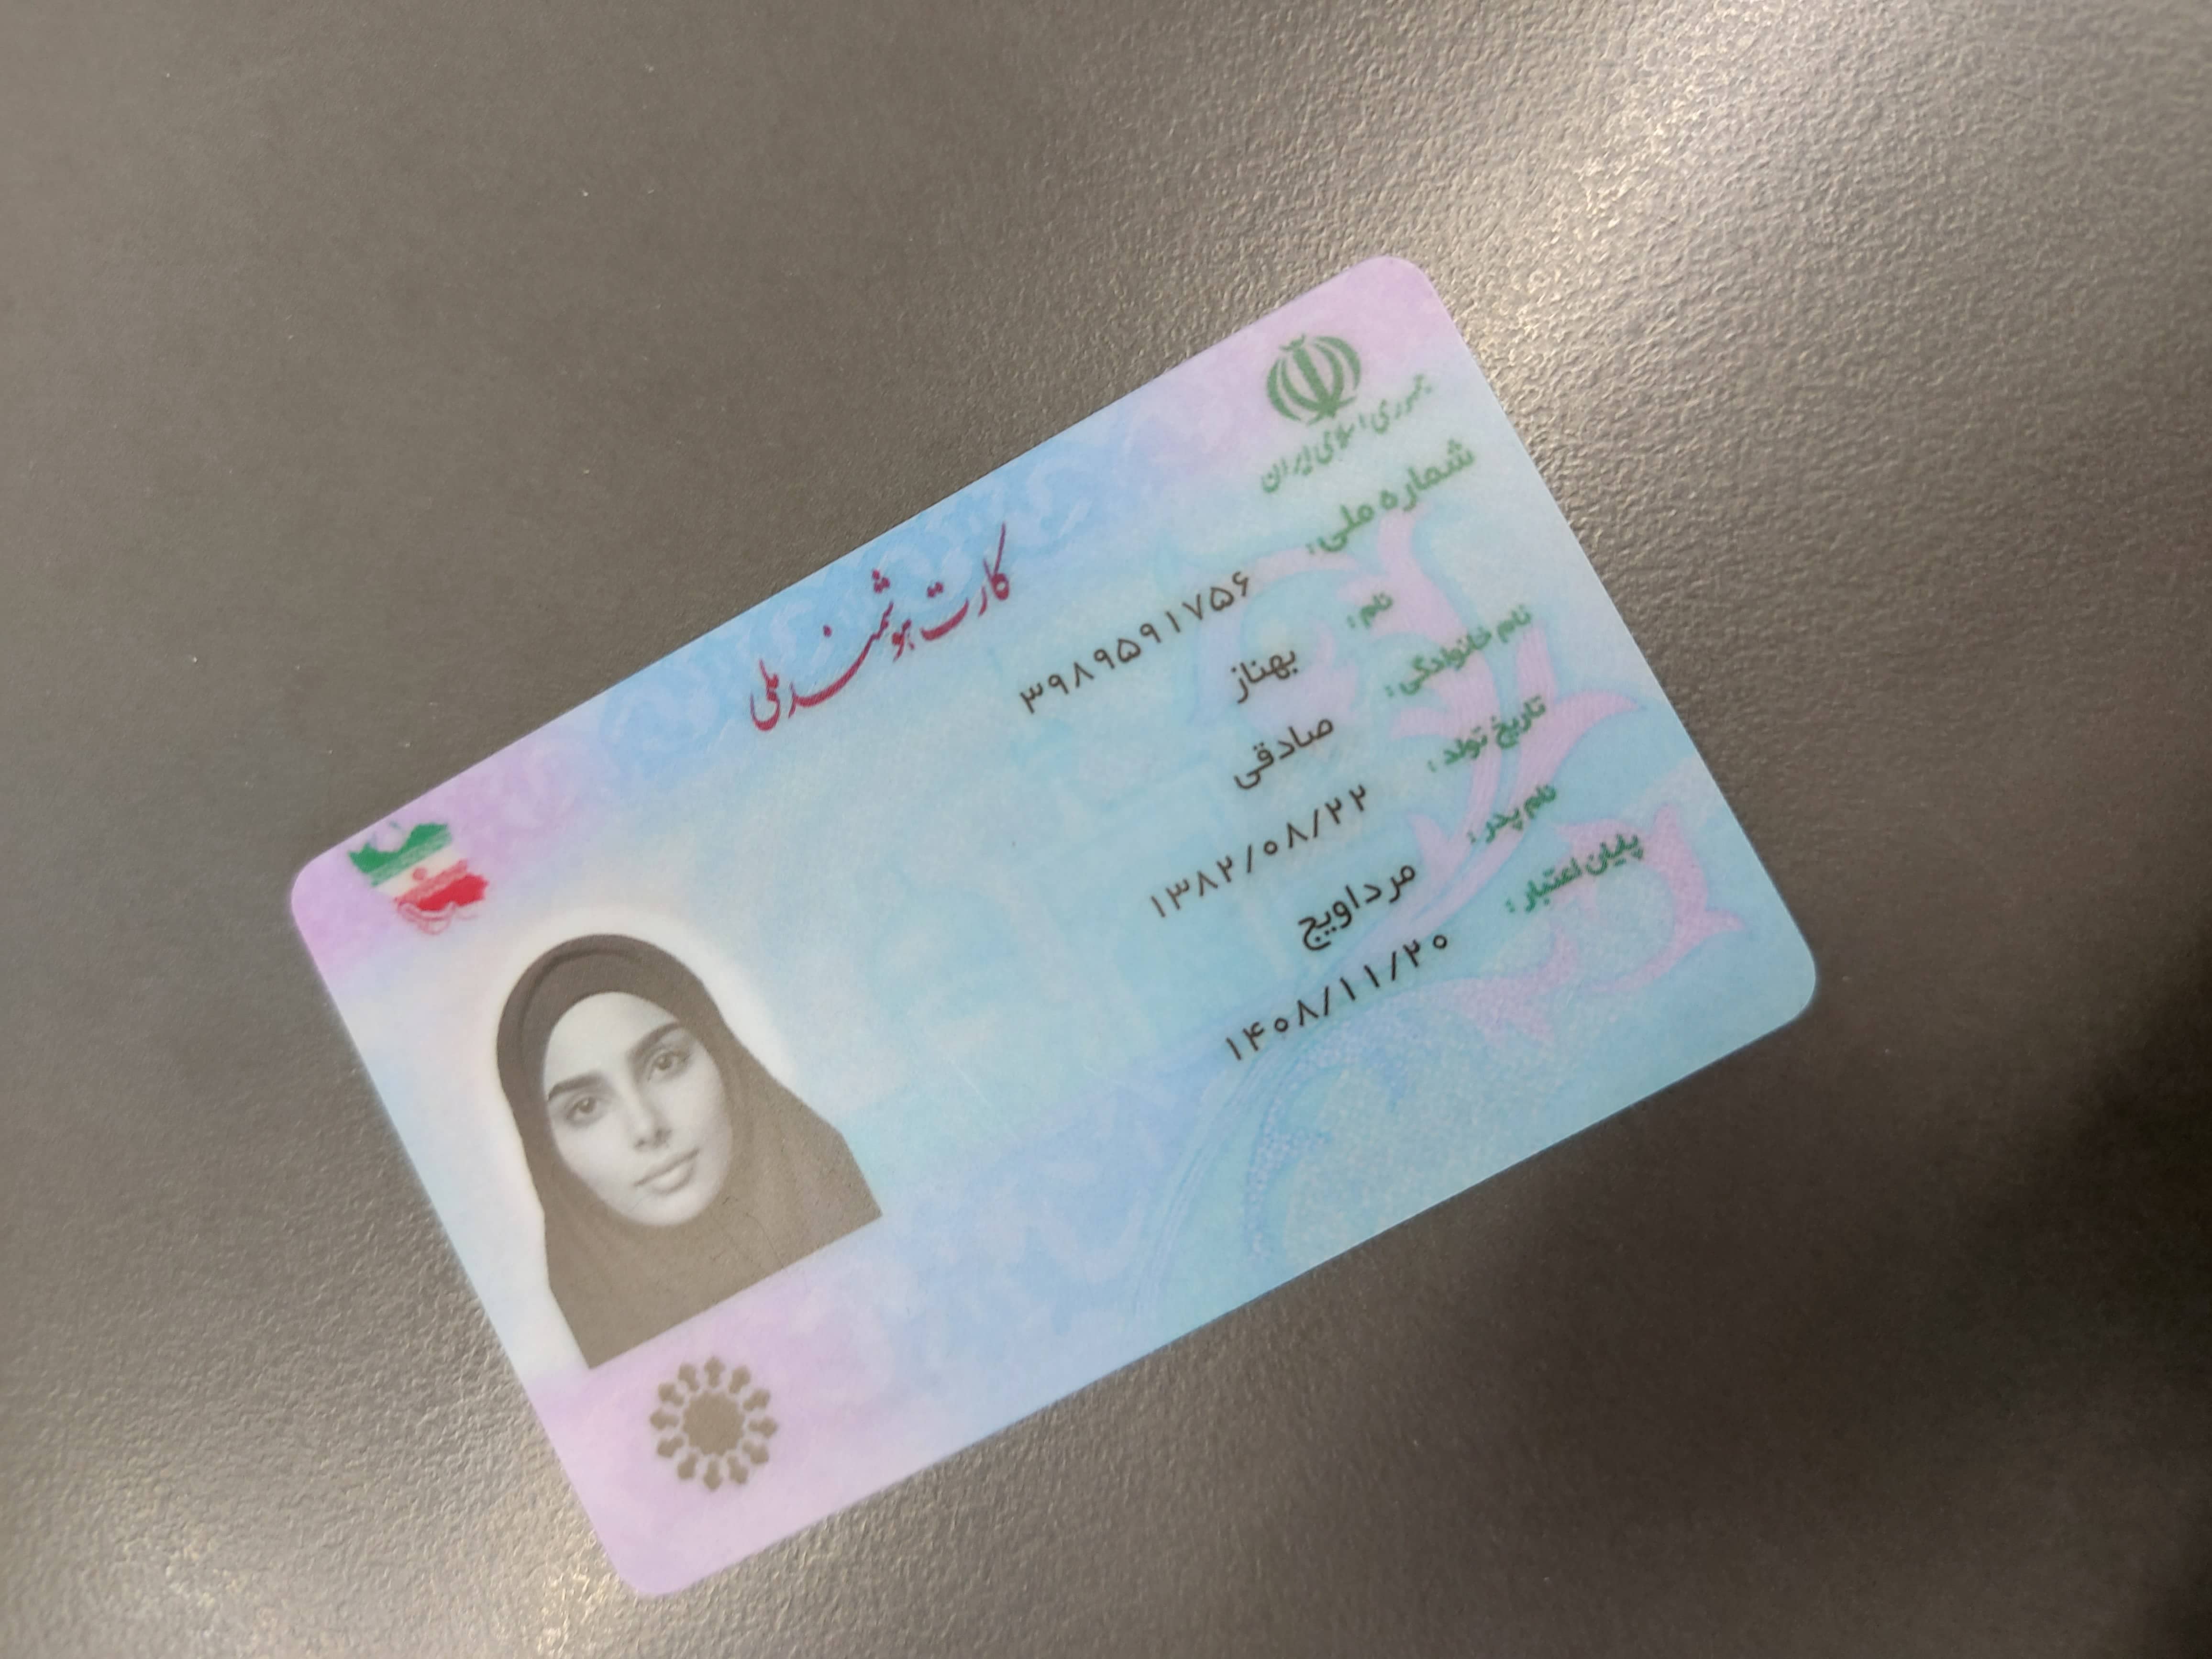 جمهوری اسلامی ایران
کارت هوشمند ملی
شماره ملی:
۳۹۸۹۵۹۱۷۵۶
نام: بهناز
نام خانوادگی: صادقی
تاریخ تولد: ۱۳۸۲/۰۸/۲۲
نام پدر: مرداویج
پایان اعتبار: ۱۴۰۸/۱۱/۲۰